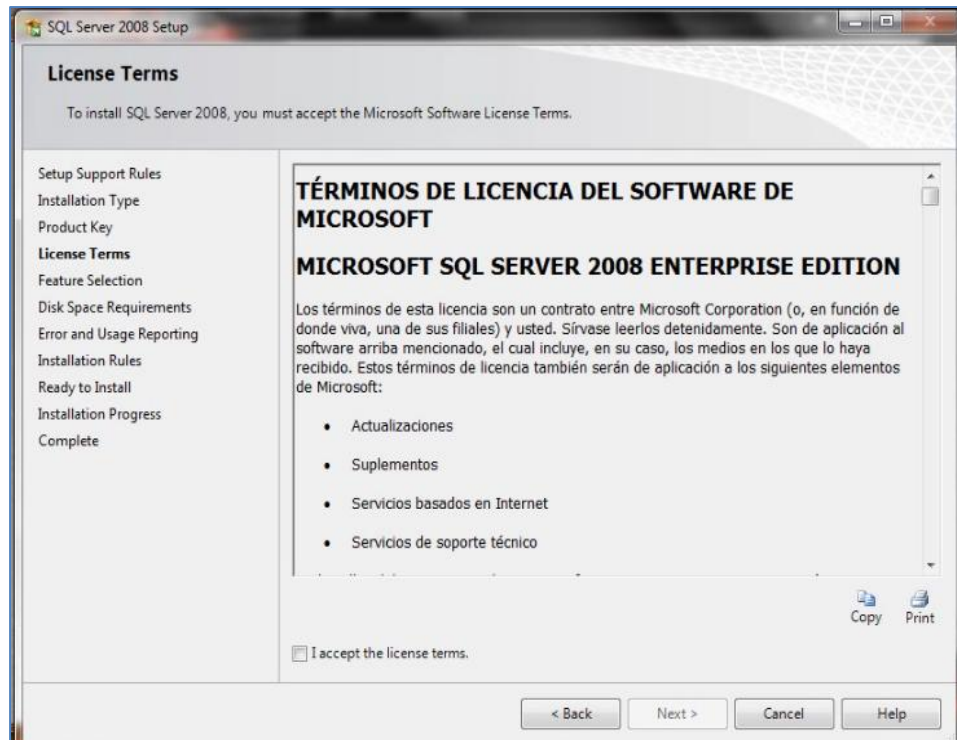 SQL Server 2008 Setup
License Terms
To install SQL Server 2008, you must accept the Microsoft Software License Terms.
Setup Support Rules
Installation Type
Product Key
License Terms
Feature Selection
Disk Space Requirements
Error and Usage Reporting
Installation Rules
Ready to Install
Installation Progress
Complete
TÉRMINOS DE LICENCIA DEL SOFTWARE DE
MICROSOFT
MICROSOFT SQL SERVER 2008 ENTERPRISE EDITION
Los términos de esta licencia son un contrato entre Microsoft Corporation (o, en función de
donde viva, una de sus filiales) y usted. Sírvase leerlos detenidamente. Son de aplicación al
software arriba mencionado, el cual incluye, en su caso, los medios en los que lo haya
recibido. Estos términos de licencia también serán de aplicación a los siguientes elementos
de Microsoft:
• Actualizaciones
• Suplementos
• Servicios basados en Internet
• Servicios de soporte técnico
Copy Print
I accept the license terms.
< Back Next > Cancel Help